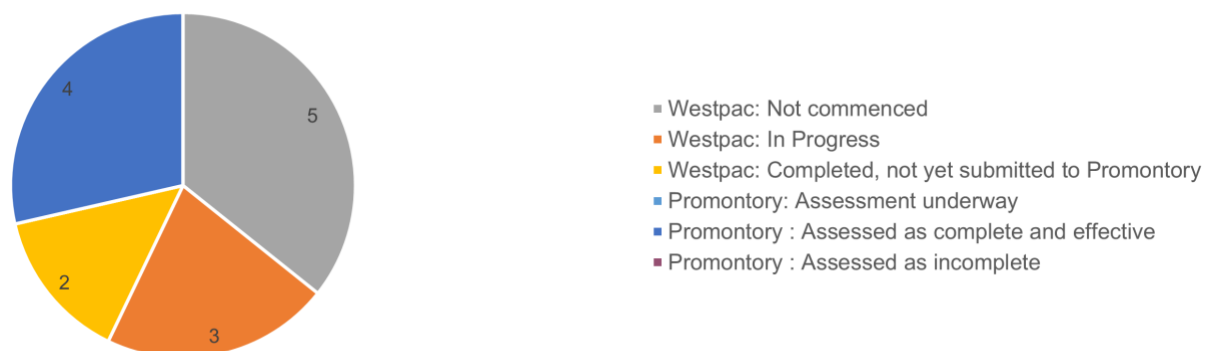 4
5
2
3
Westpac: Not commenced
Westpac: In Progress
Westpac: Completed, not yet submitted to Promontory
Promontory: Assessment underway
Promontory : Assessed as complete and effective
Promontory : Assessed as incomplete